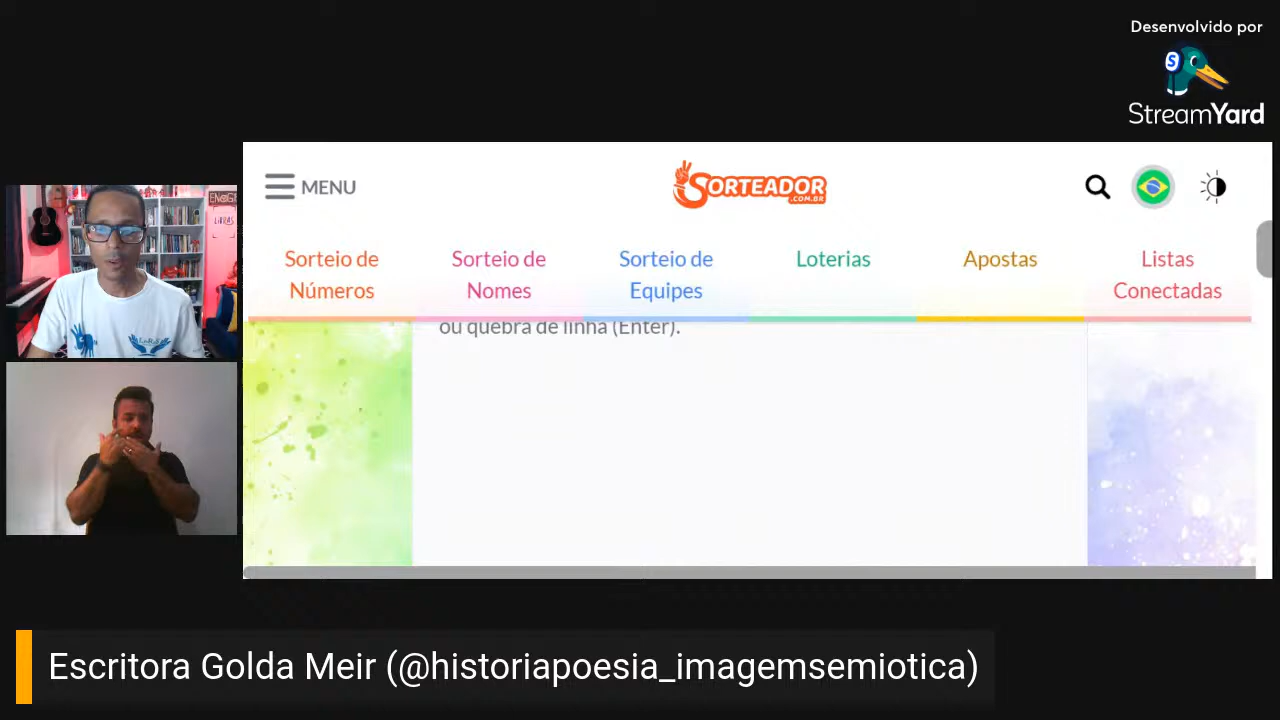 Desenvolvido por
StreamYard
MENU
SORTEADOR
.COM.BR
Sorteio de
Números
Sorteio de
Nomes
Sorteio de
Equipes
Loterias
Apostas
Listas
Conectadas
ou quebra de linha (Enter).
LIBRAS
Escritora Golda Meir (@historiapoesia_imagemsemiotica)